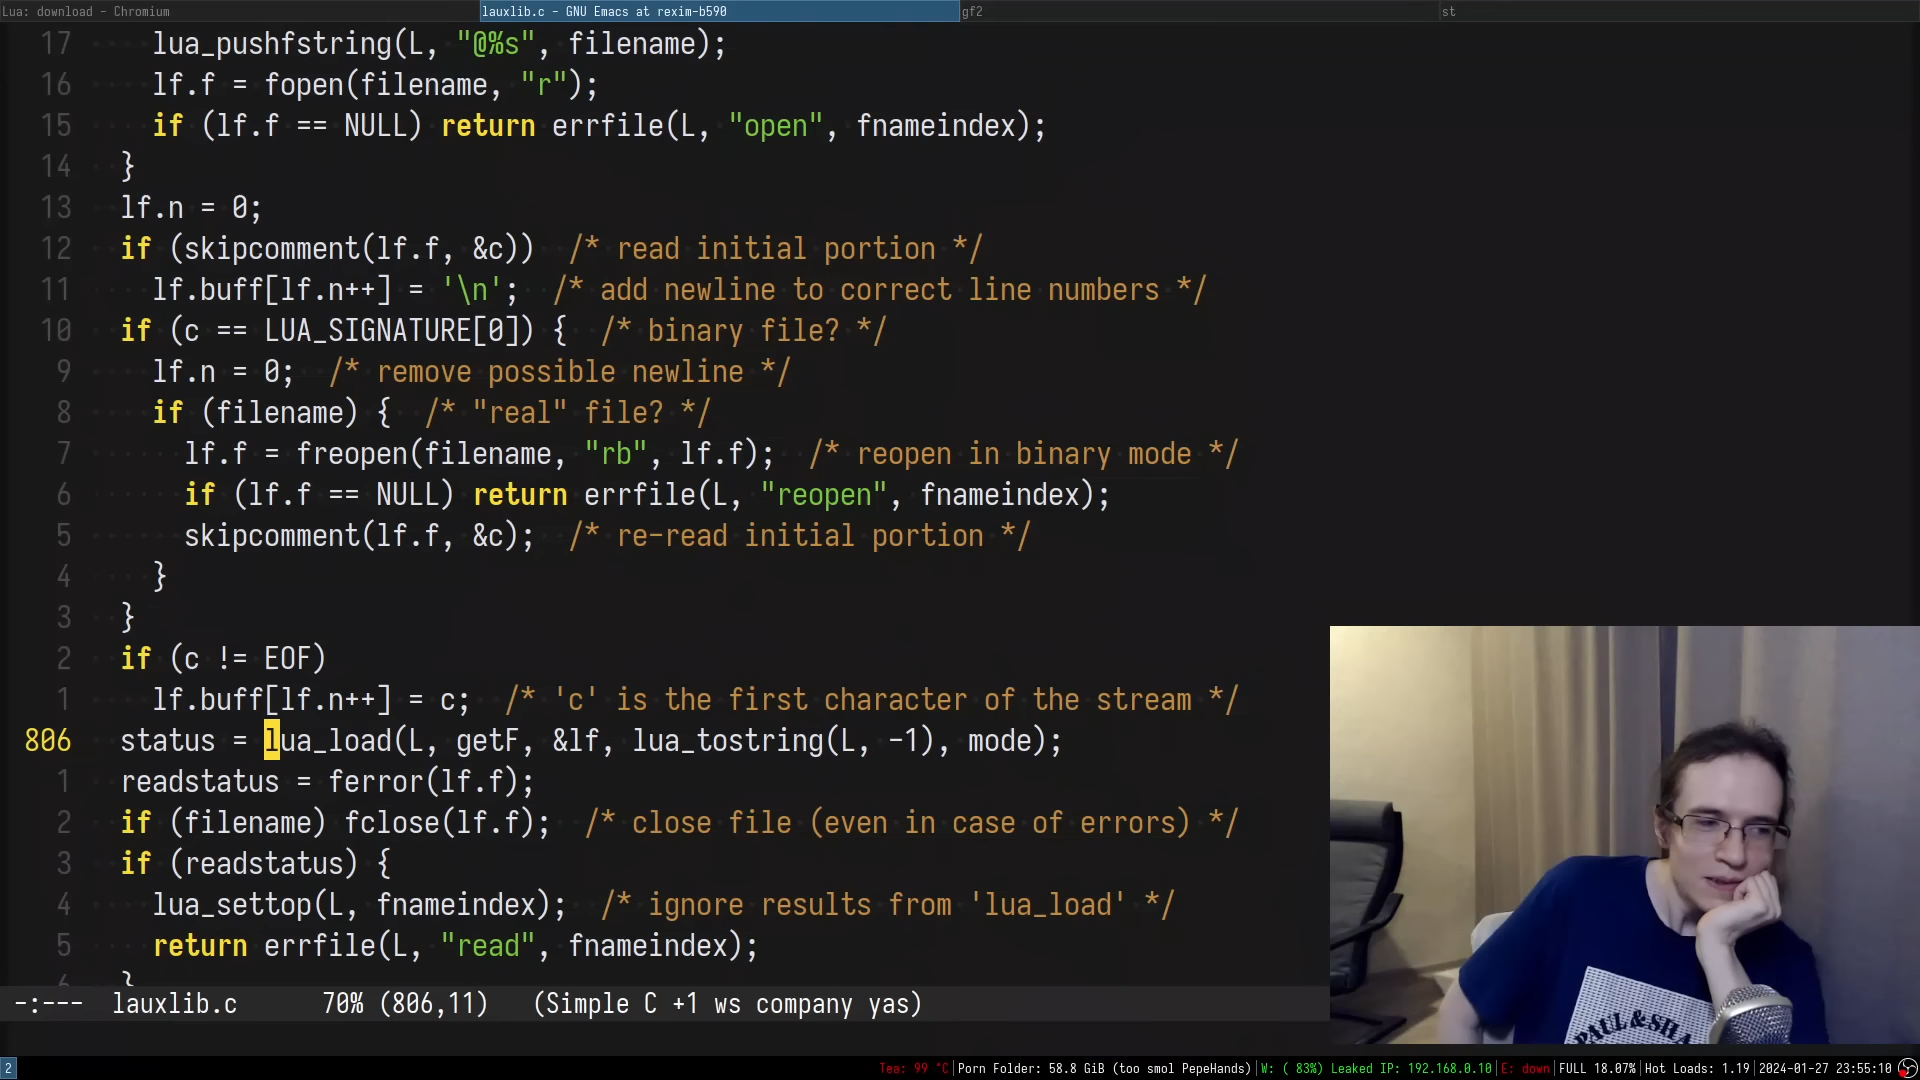 Lua: download - Chromium
lauxlib.c - GNU Emacs at rexim-b590
gf2
st
17 lua_pushfstring(L, "@%s", filename);
16 lf.f = fopen(filename, "r");
15 if (lf.f == NULL) return errfile(L, "open", fnameindex);
14 }
13 lf.n = 0;
12 if (skipcomment(lf.f, &c)) /* read initial portion */
11 lf.buff[lf.n++] = '\n'; /* add newline to correct line numbers */
10 if (c == LUA_SIGNATURE[0]) { /* binary file? */
9 lf.n = 0; /* remove possible newline */
8 if (filename) { /* "real" file? */
7 lf.f = freopen(filename, "rb", lf.f); /* reopen in binary mode */
6 if (lf.f == NULL) return errfile(L, "reopen", fnameindex);
5 skipcomment(lf.f, &c); /* re-read initial portion */
4 }
3 }
2 if (c != EOF)
1 lf.buff[lf.n++] = c; /* 'c' is the first character of the stream */
806 status = lua_load(L, getF, &lf, lua_tostring(L, -1), mode);
1 readstatus = ferror(lf.f);
2 if (filename) fclose(lf.f); /* close file (even in case of errors) */
3 if (readstatus) {
4 lua_settop(L, fnameindex); /* ignore results from 'lua_load' */
5 return errfile(L, "read", fnameindex);
6 }
-:--- lauxlib.c 70% (806,11) (Simple C +1 ws company yas)
PAUL & SHA
2
Tea: 99 °C|Porn Folder: 58.8 GiB (too smol PepeHands)|W: ( 83%) Leaked IP: 192.168.0.10|E: down|FULL 18.07%|Hot Loads: 1.19|2024-01-27 23:55:10